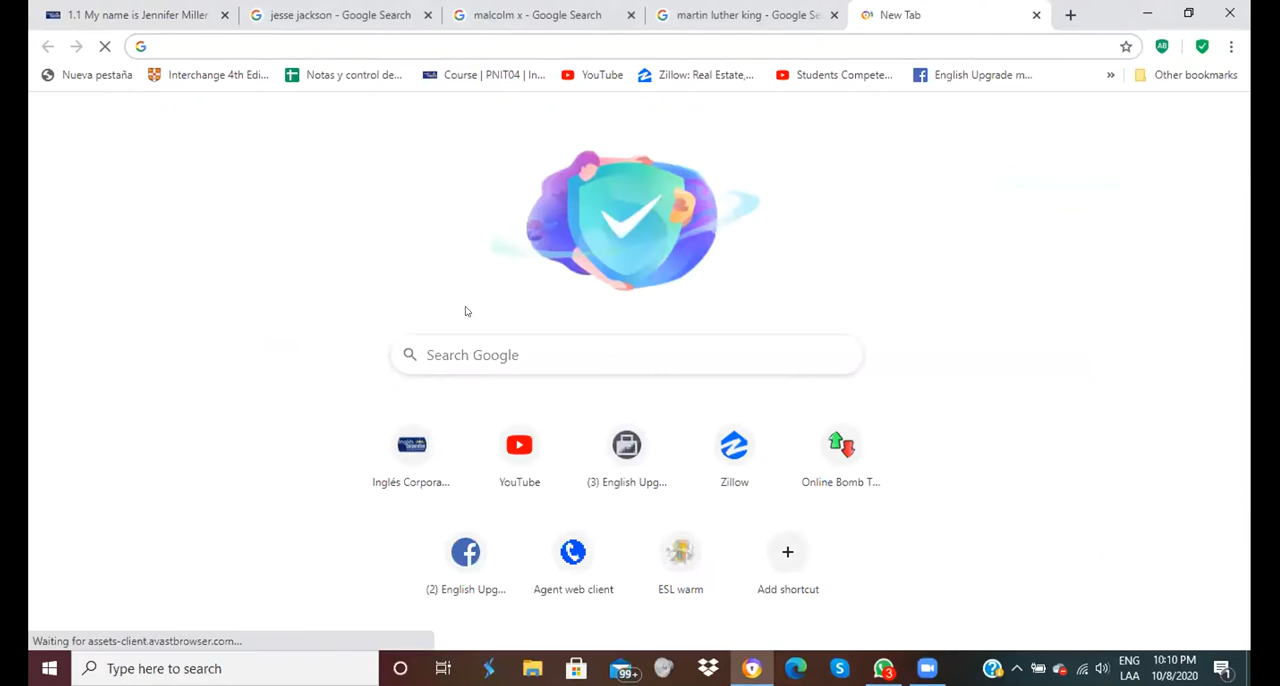 1.1 My name is Jennifer Miller
jesse jackson - Google Search
malcolm x - Google Search
martin luther king - Google Se
New Tab
Nueva pestaña
Interchange 4th Edi...
Notas y control de...
Course | PNIT04 | In...
YouTube
Zillow: Real Estate,...
Students Compete...
English Upgrade m...
»
Other bookmarks
Search Google
Inglés Corpora...
YouTube
(3) English Upg...
Zillow
Online Bomb T...
(2) English Upg...
Agent web client
ESL warm
Add shortcut
Waiting for assets-client.avastbrowser.com...
Type here to search
99+
3
ENG
LAA
10:10 PM
10/8/2020
1